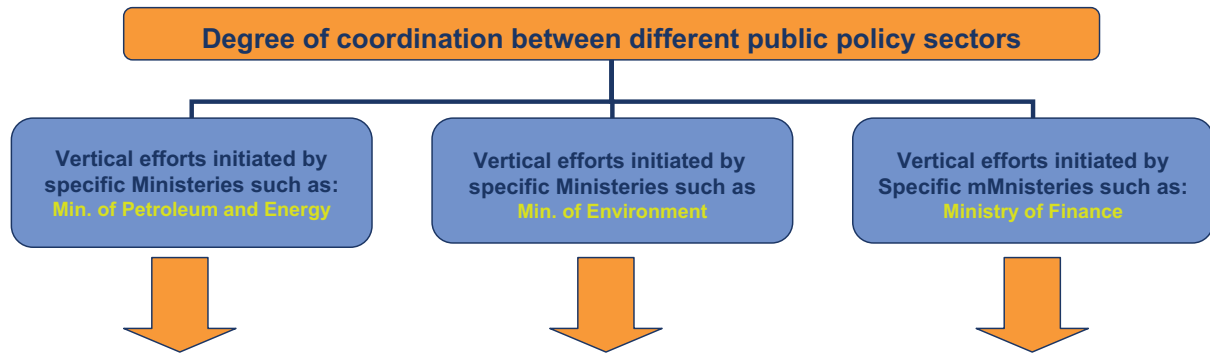 Degree of coordination between different public policy sectors
Vertical efforts initiated by
specific Ministeries such as:
Min. of Petroleum and Energy
Vertical efforts initiated by
specific Ministeries such as
Min. of Environment
Vertical efforts initiated by
Specific mMnisteries such as:
Ministry of Finance